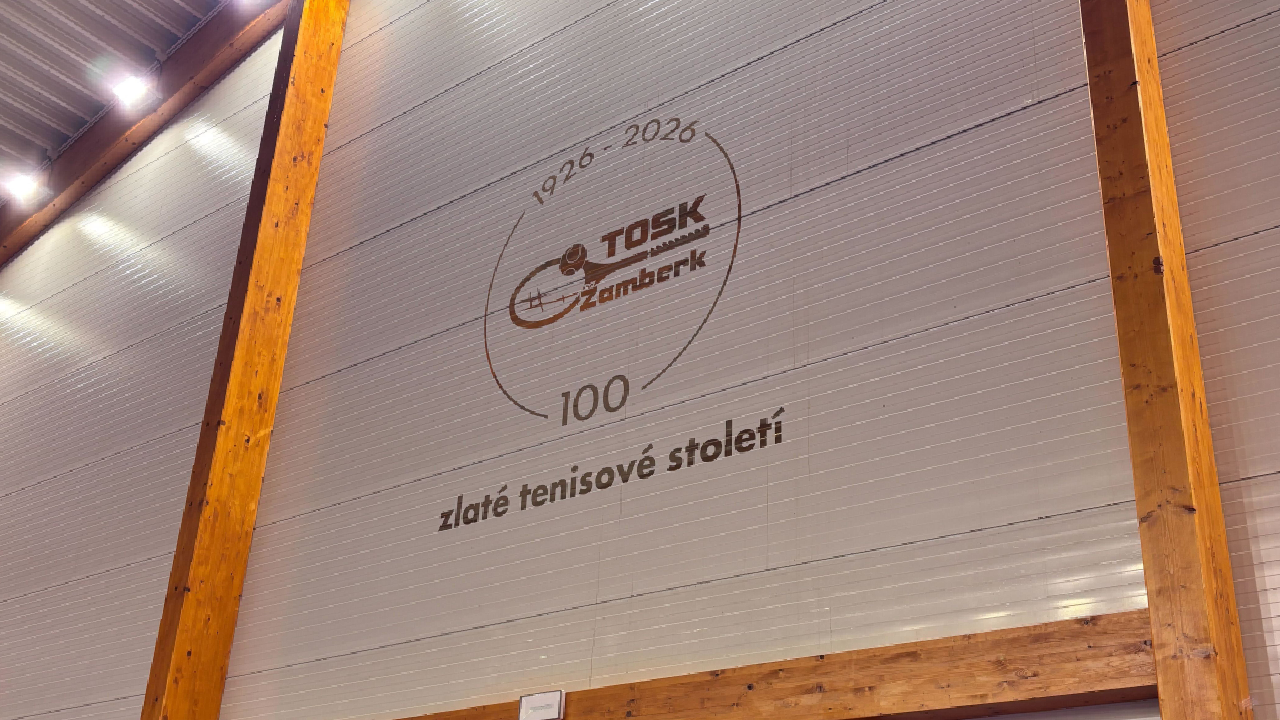 1926 - 2026
TOSK
Žamberk
100
zlaté tenisové století